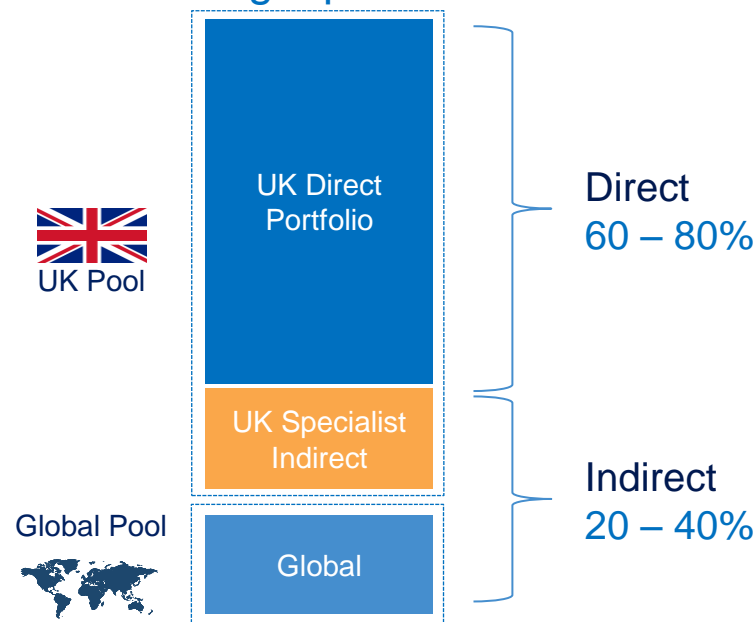 UK Direct
Portfolio
UK Pool
Direct
60 – 80%
UK Specialist
Indirect
Indirect
20 – 40%
Global Pool
Global